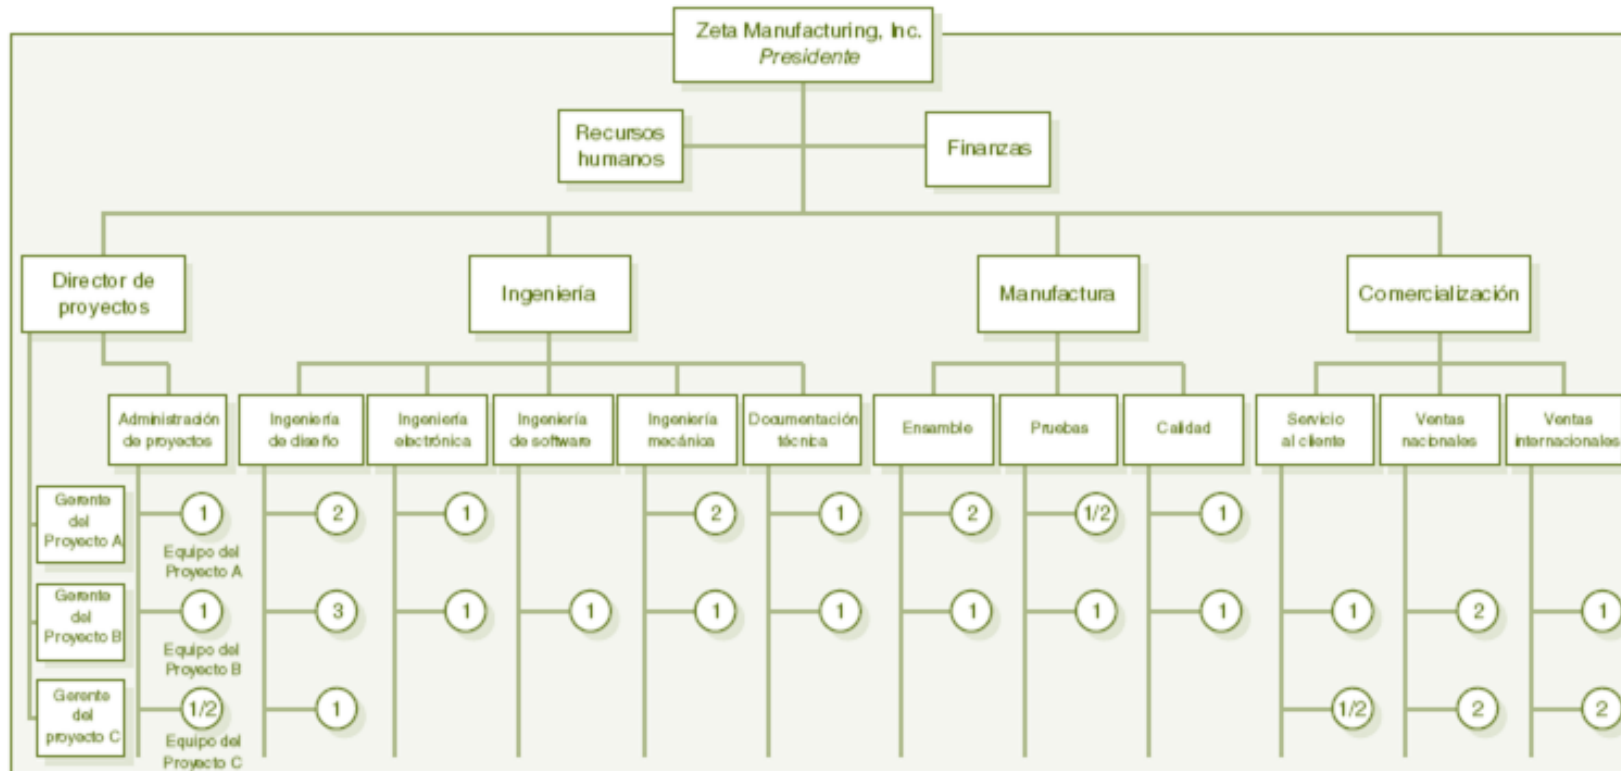 Zeta Manufacturing, Inc.
Presidente
Recursos
humanos
Finanzas
Director de
proyectos
Ingeniería
Manufactura
Comercialización
Administración
de proyectos
Ingeniería
de diseño
Ingeniería
electrónica
Ingeniería
de software
Ingeniería
mecánica
Documentación
técnica
Ensamble
Pruebas
Calidad
Servicio
al cliente
Ventas
nacionales
Ventas
internacionales
Gerente
del
Proyecto A
1
2
1
2
1
2
1/2
1
Equipo del
Proyecto A
Gerente
del
Proyecto B
1
3
1
1
1
1
1
1
1
1
2
1
Equipo del
Proyecto B
Gerente
del
proyecto C
1/2
1
1/2
2
2
Equipo del
Proyecto C